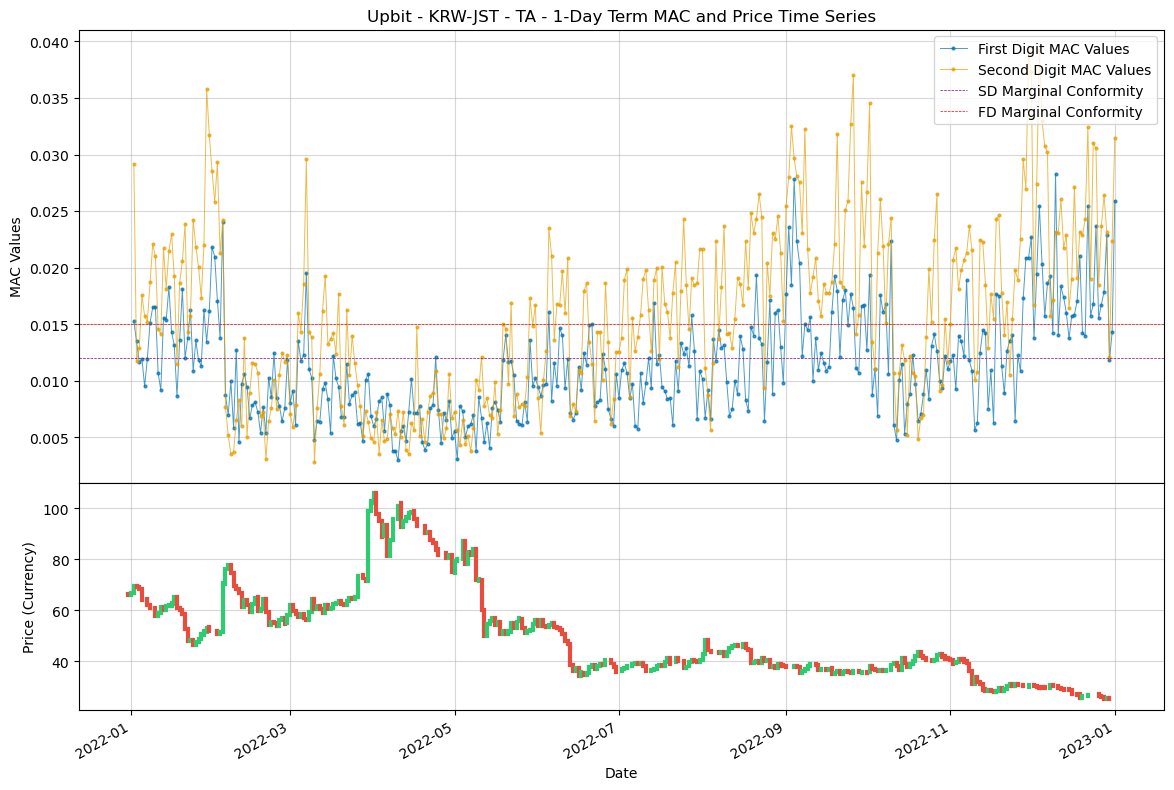 Upbit - KRW-JST - TA - 1-Day Term MAC and Price Time Series
First Digit MAC Values
Second Digit MAC Values
SD Marginal Conformity
FD Marginal Conformity
MAC Values
0.040
0.035
0.030
0.025
0.020
0.015
0.010
0.005
Price (Currency)
100
80
60
40
2022-01
2022-03
2022-05
2022-07
2022-09
2022-11
2023-01
Date